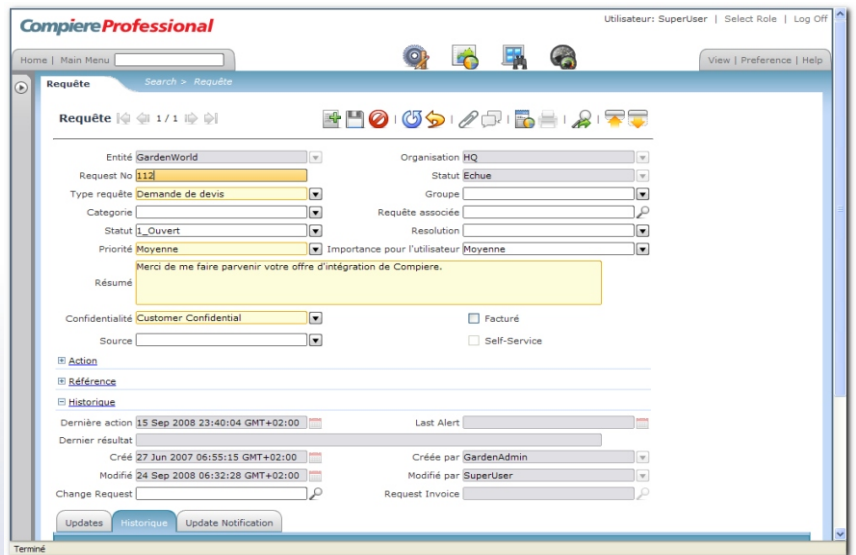 Compiere Professional
Utilisateur: SuperUser | Select Role | Log Off
Home | Main Menu
View | Preference | Help
Requête
Search > Requête
Requête 1 / 1
Entité GardenWorld
Organisation HQ
Request No 112
Statut Echue
Type requête Demande de devis
Groupe
Categorie
Requête associée
Statut 1_Ouvert
Resolution
Priorité Moyenne
Importance pour l'utilisateur Moyenne
Résumé Merci de me faire parvenir votre offre d'intégration de Compiere.
Confidentialité Customer Confidential
Facturé
Source
Self-Service
Action
Référence
Historique
Dernière action 15 Sep 2008 23:40:04 GMT+02:00
Last Alert
Dernier résultat
Créé 27 Jun 2007 06:55:15 GMT+02:00
Créée par GardenAdmin
Modifié 24 Sep 2008 06:32:28 GMT+02:00
Modifié par SuperUser
Change Request
Request Invoice
Updates Historique Update Notification
Terminé